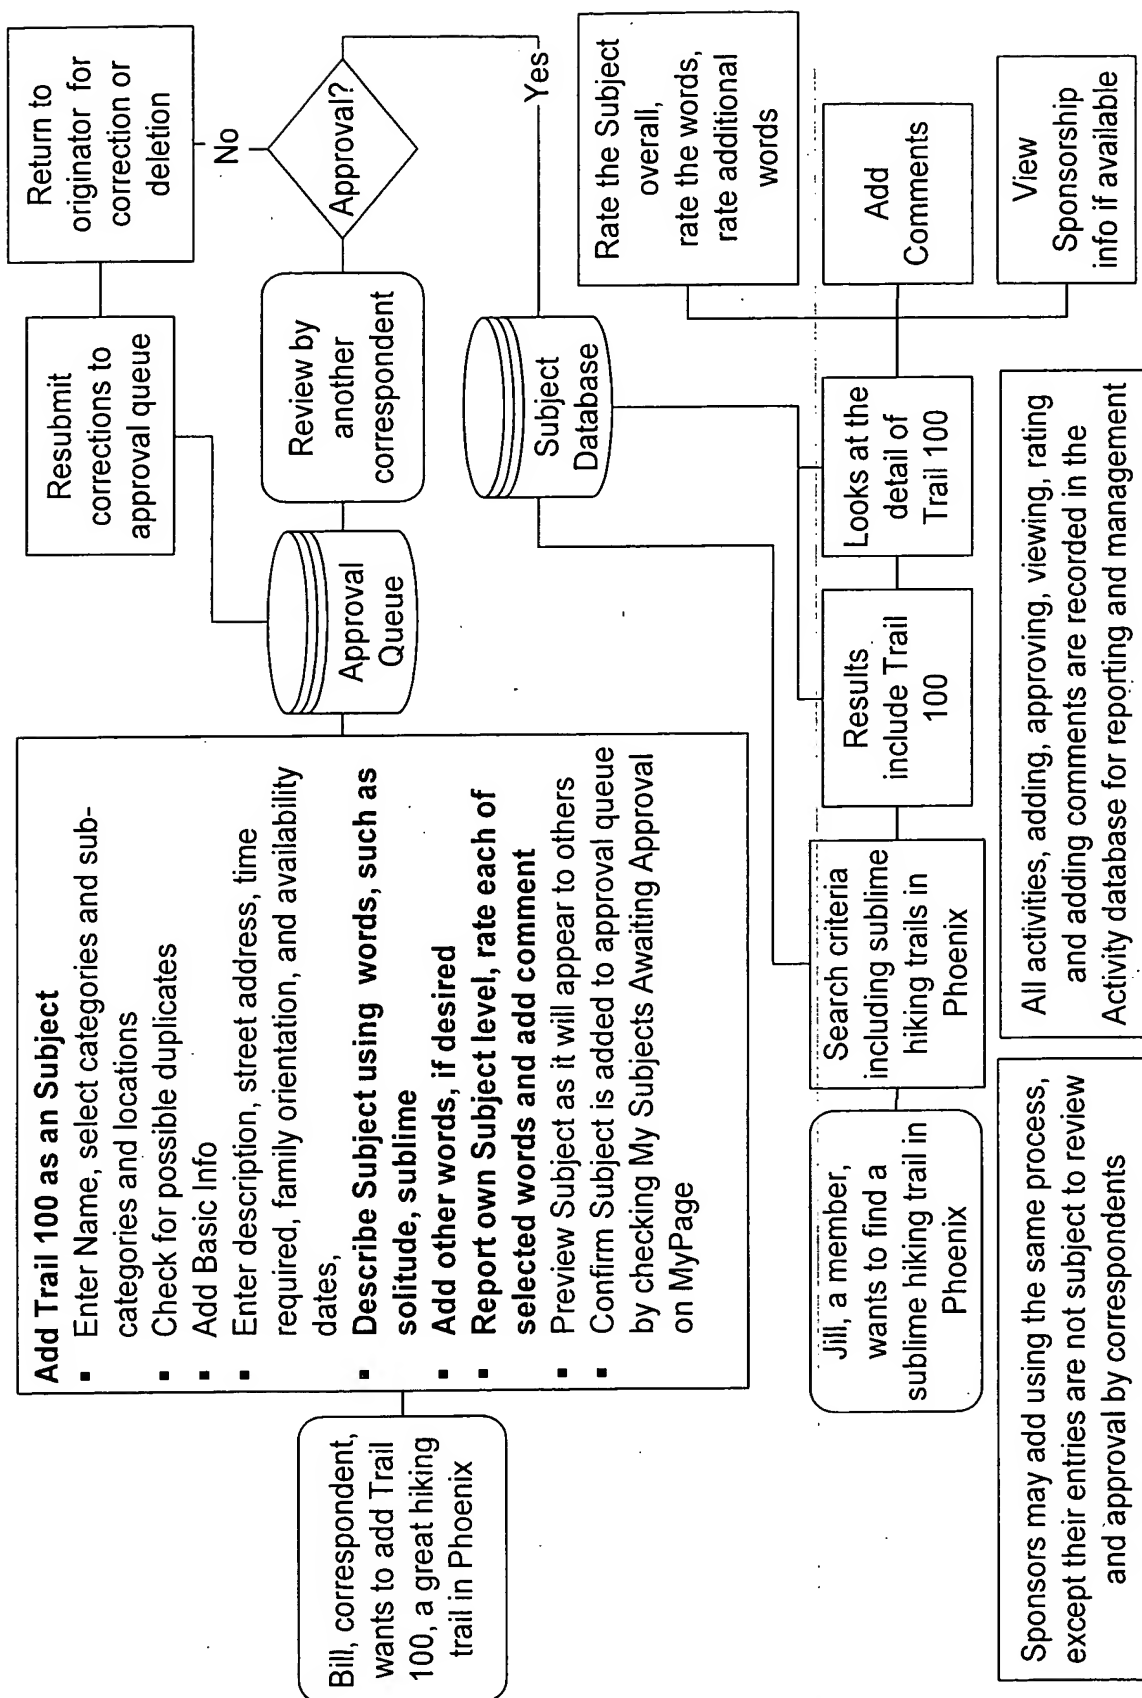 Bill, correspondent,
wants to add Trail
100, a great hiking
trail in Phoenix
Add Trail 100 as an Subject
▪ Enter Name, select categories and sub-
categories and locations
▪ Check for possible duplicates
▪ Add Basic Info
▪ Enter description, street address, time
required, family orientation, and availability
dates,
▪ Describe Subject using words, such as
solitude, sublime
▪ Add other words, if desired
▪ Report own Subject level, rate each of
selected words and add comment
▪ Preview Subject as it will appear to others
▪ Confirm Subject is added to approval queue
by checking My Subjects Awaiting Approval
on MyPage
Approval
Queue
Resubmit
corrections to
approval queue
Review by
another
correspondent
Return to
originator for
correction or
deletion
No
Approval?
Yes
Subject
Database
Jill, a member,
wants to find a
sublime hiking trail in
Phoenix
Search criteria
including sublime
hiking trails in
Phoenix
Results
include Trail
100
Looks at the
detail of
Trail 100
Rate the Subject
overall,
rate the words,
rate additional
words
Add
Comments
View
Sponsorship
info if available
Sponsors may add using the same process,
except their entries are not subject to review
and approval by correspondents
All activities, adding, approving, viewing, rating
and adding comments are recorded in the
Activity database for reporting and management